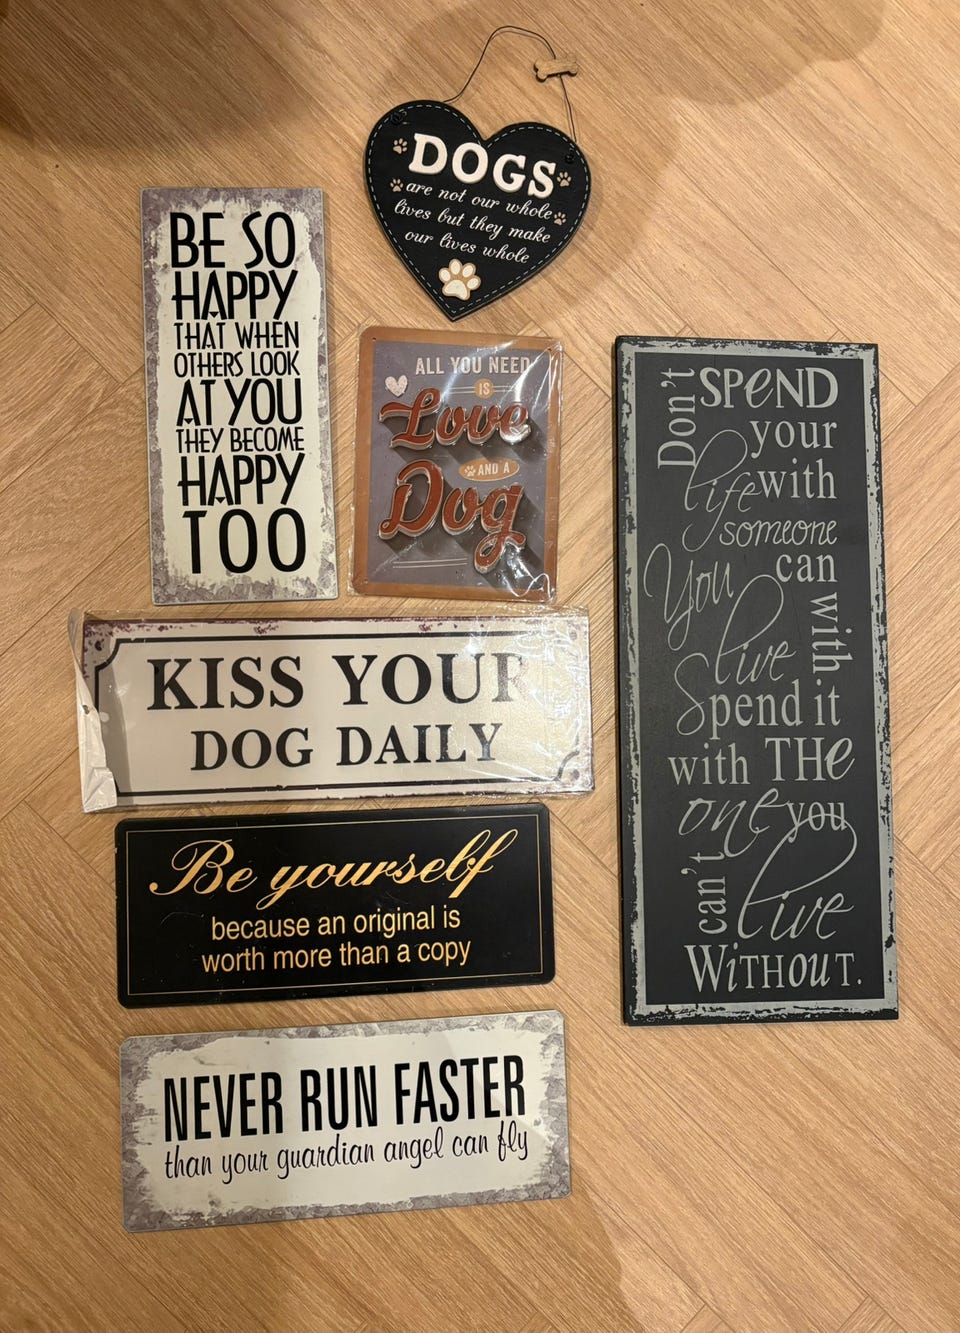 DOGS
are not our whole
lives but they make
our lives whole
BE SO
HAPPY
THAT WHEN
OTHERS LOOK
AT YOU
THEY BECOME
HAPPY
TOO
ALL YOU NEED
IS
Love
AND A
Dog
Don't SPeND
your
life with
someone
You can
live with
Spend it
with THe
one you
can't live
WiTHOuT.
KISS YOUR
DOG DAILY
Be yourself
because an original is
worth more than a copy
NEVER RUN FASTER
than your guardian angel can fly